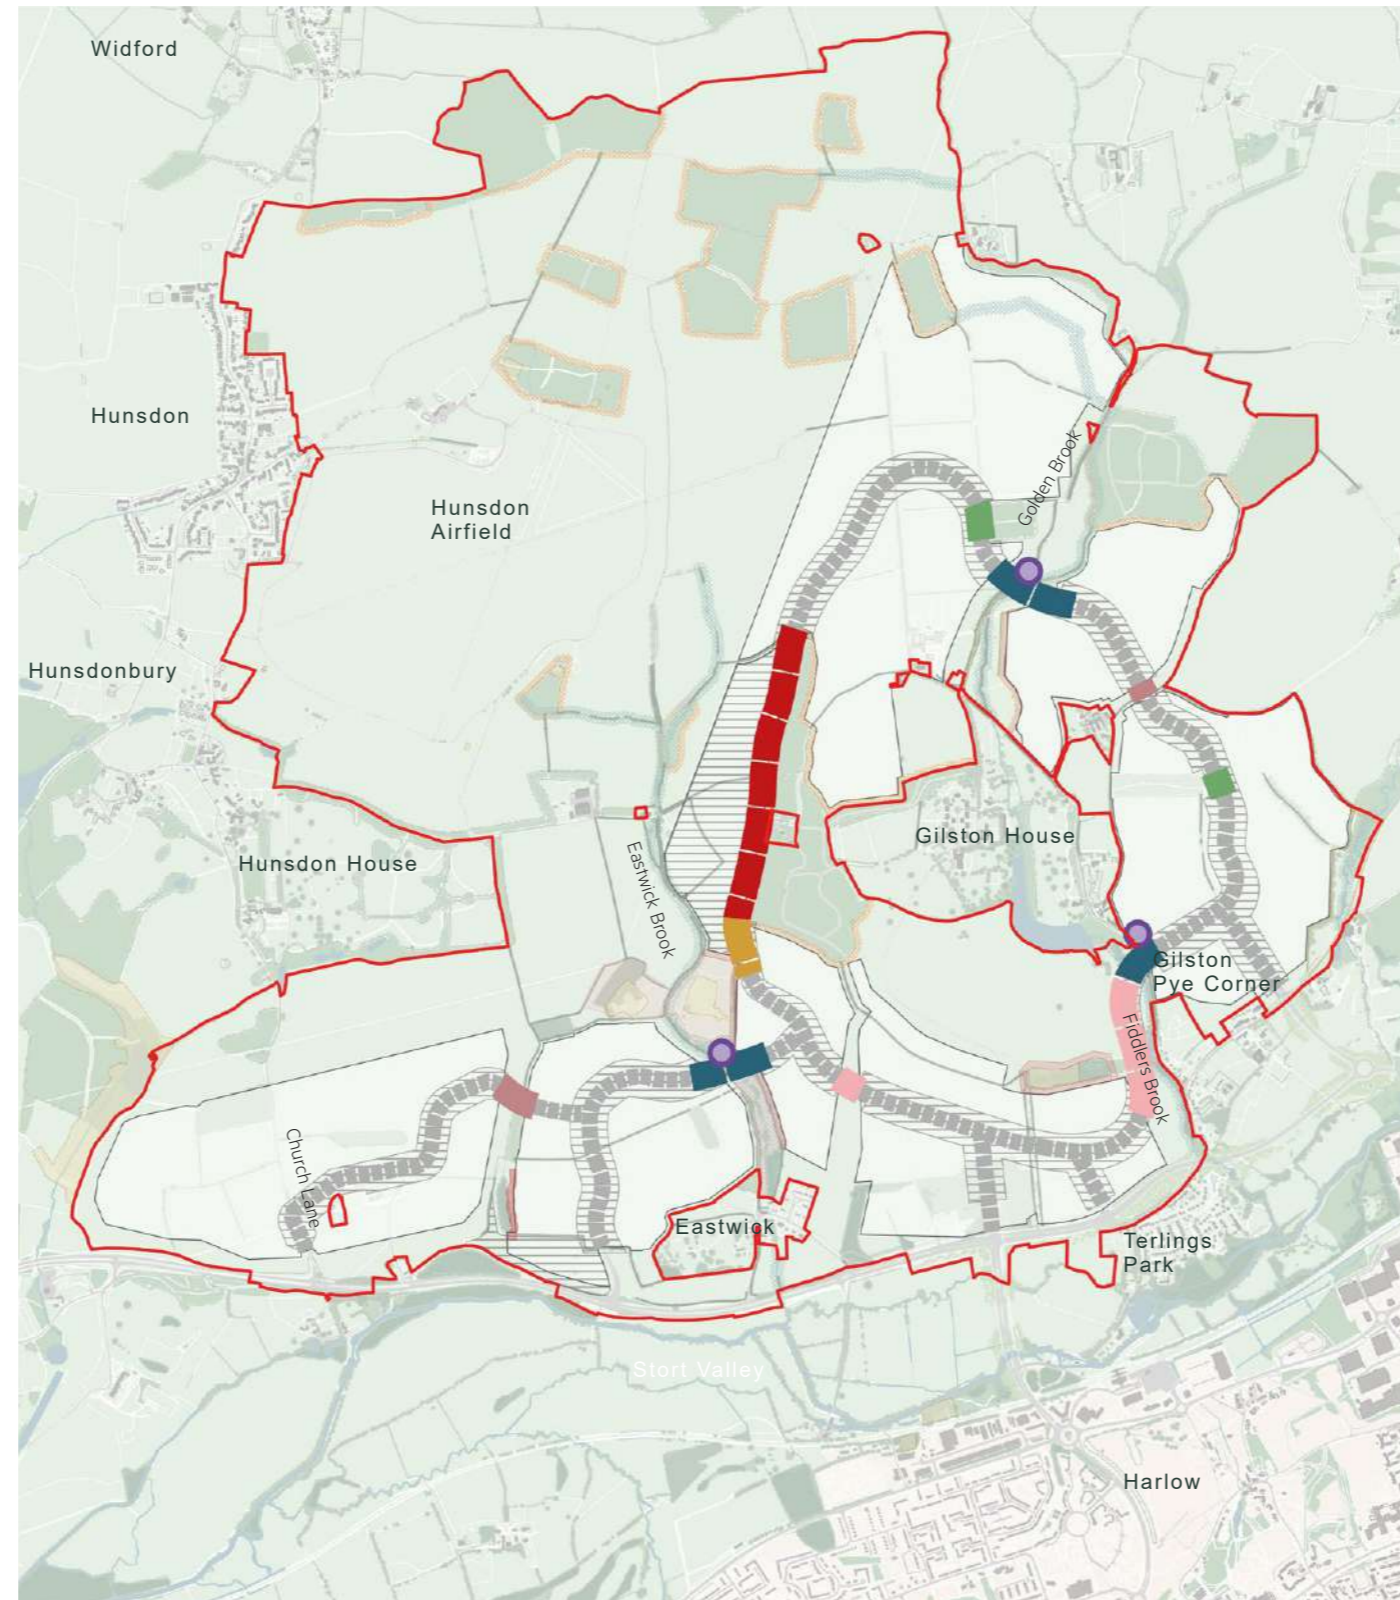 Widford
Hunsdon
Hunsdon
Airfield
Golden Brook
Hunsdonbury
Hunsdon House
Eastwick Brook
Gilston House
Gilston
Pye Corner
Fiddlers Brook
Church Lane
Eastwick
Terlings
Park
Stort Valley
Harlow